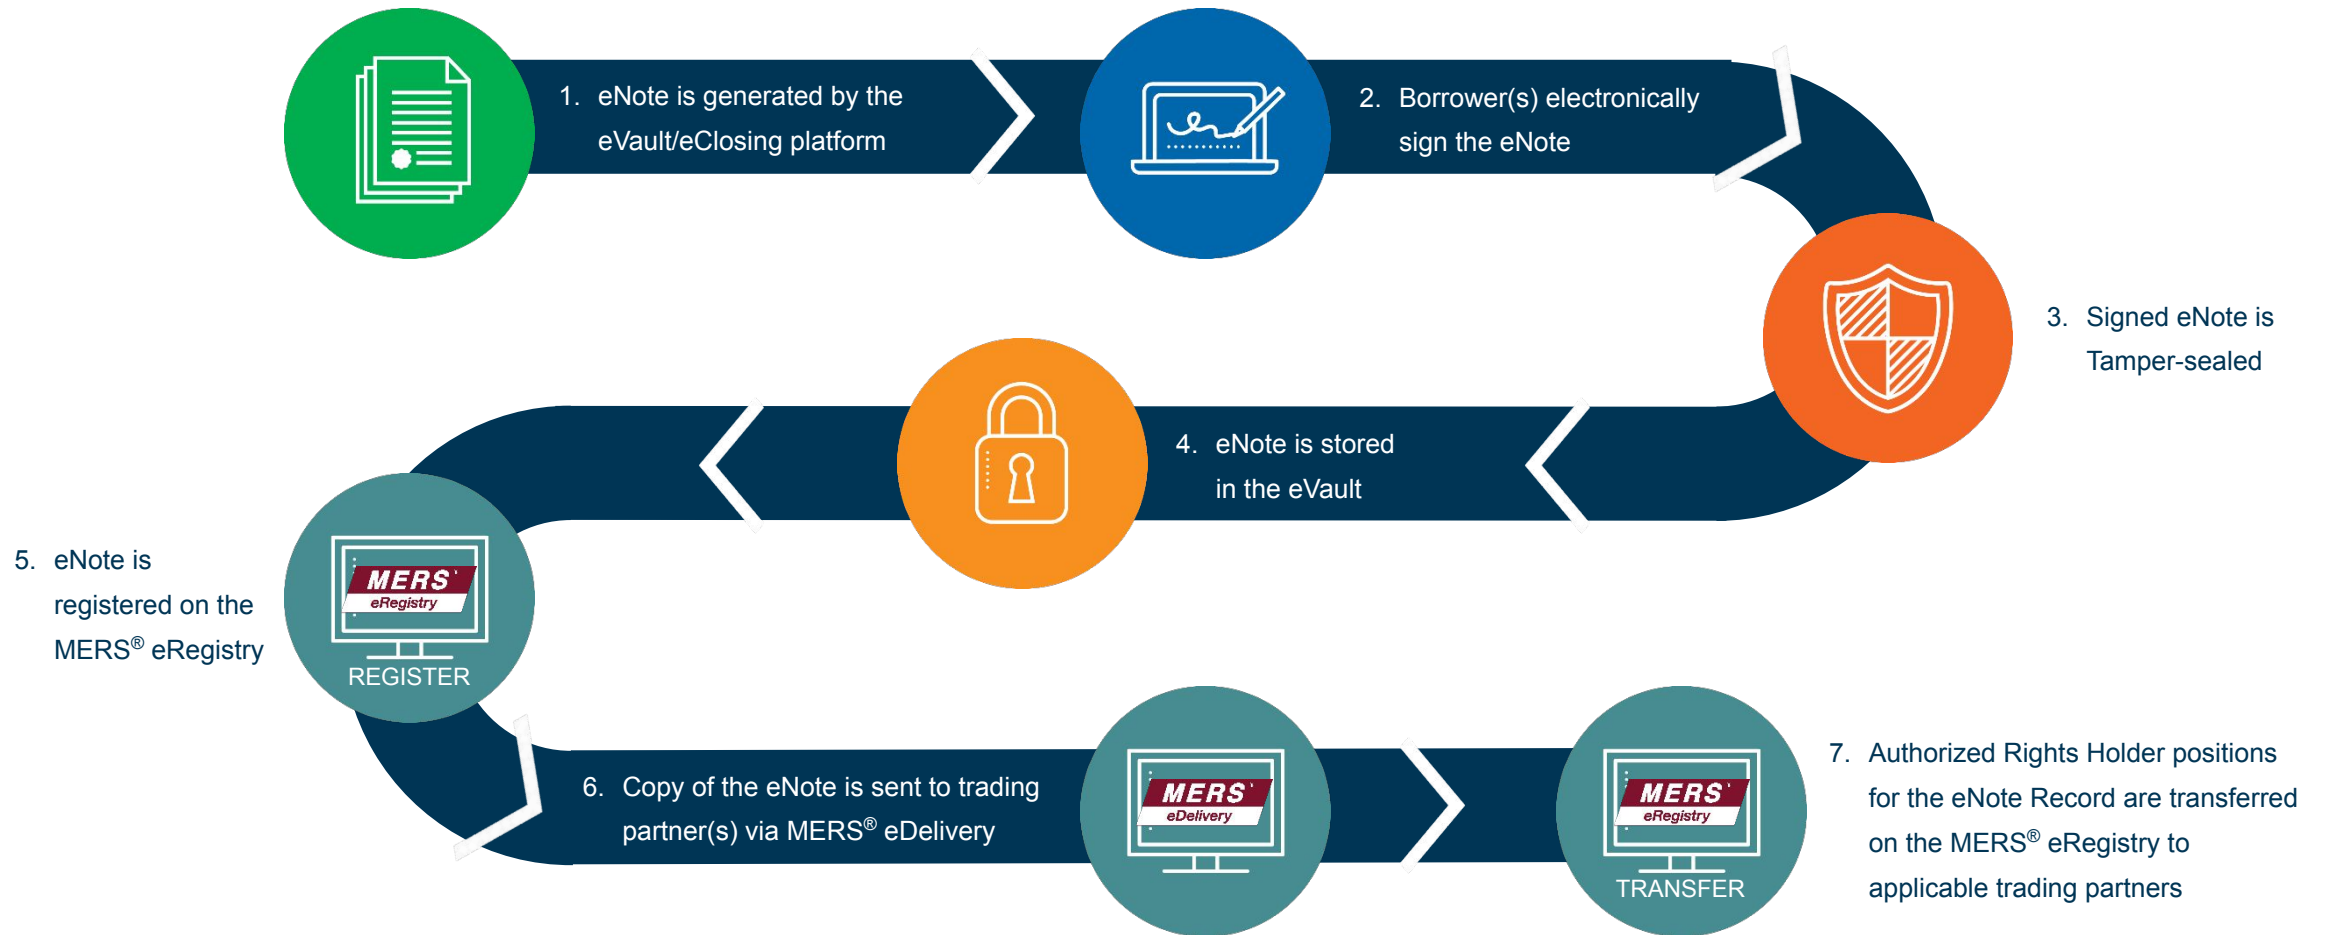 1. eNote is generated by the
eVault/eClosing platform
2. Borrower(s) electronically
sign the eNote
3. Signed eNote is
Tamper-sealed
4. eNote is stored
in the eVault
5. eNote is
registered on the
MERS® eRegistry
MERS
eRegistry
REGISTER
6. Copy of the eNote is sent to trading
partner(s) via MERS® eDelivery
MERS
eDelivery
MERS
eRegistry
TRANSFER
7. Authorized Rights Holder positions
for the eNote Record are transferred
on the MERS® eRegistry to
applicable trading partners